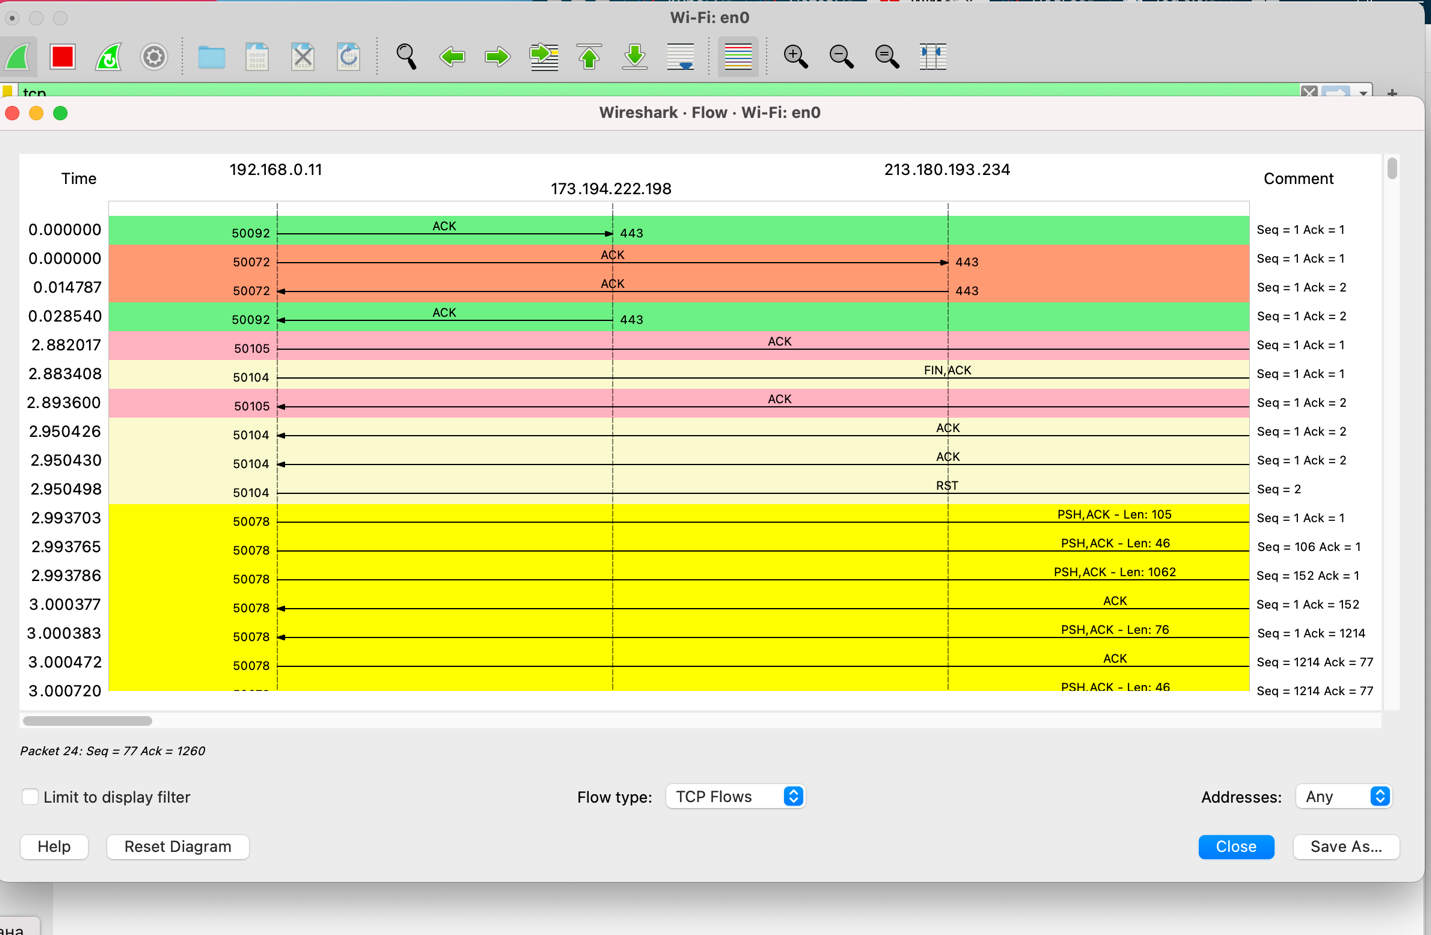 Wi-Fi: en0
tcp
Wireshark · Flow · Wi-Fi: en0
Time 192.168.0.11 173.194.222.198 213.180.193.234 Comment
0.000000 50092 ACK 443 Seq = 1 Ack = 1
0.000000 50072 ACK 443 Seq = 1 Ack = 1
0.014787 50072 ACK 443 Seq = 1 Ack = 2
0.028540 50092 ACK 443 Seq = 1 Ack = 2
2.882017 50105 ACK Seq = 1 Ack = 1
2.883408 50104 FIN,ACK Seq = 1 Ack = 1
2.893600 50105 ACK Seq = 1 Ack = 2
2.950426 50104 ACK Seq = 1 Ack = 2
2.950430 50104 ACK Seq = 1 Ack = 2
2.950498 50104 RST Seq = 2
2.993703 50078 PSH,ACK - Len: 105 Seq = 1 Ack = 1
2.993765 50078 PSH,ACK - Len: 46 Seq = 106 Ack = 1
2.993786 50078 PSH,ACK - Len: 1062 Seq = 152 Ack = 1
3.000377 50078 ACK Seq = 1 Ack = 152
3.000383 50078 PSH,ACK - Len: 76 Seq = 1 Ack = 1214
3.000472 50078 ACK Seq = 1214 Ack = 77
3.000720 PSH,ACK - Len: 46 Seq = 1214 Ack = 77
Packet 24: Seq = 77 Ack = 1260
Limit to display filter Flow type: TCP Flows Addresses: Any
Help Reset Diagram Close Save As...
ана